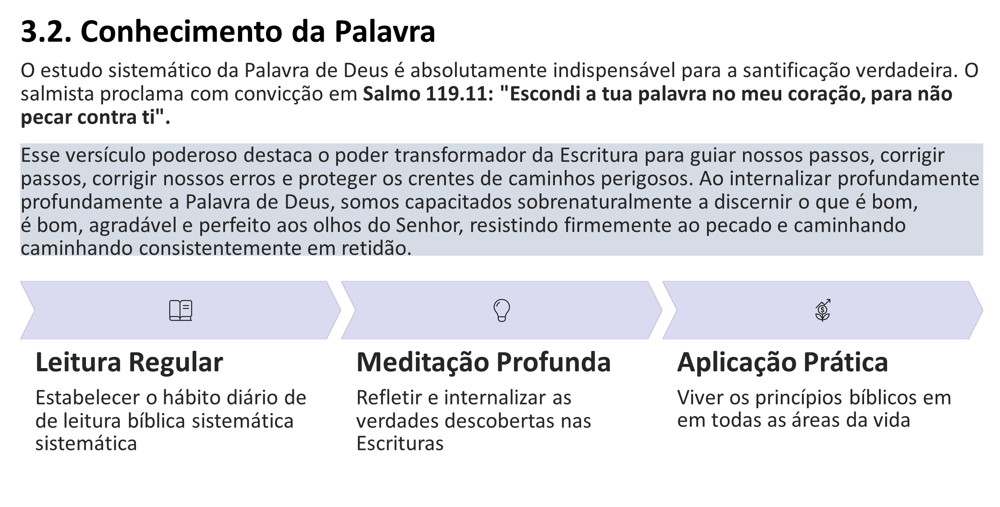 3.2. Conhecimento da Palavra
O estudo sistemático da Palavra de Deus é absolutamente indispensável para a santificação verdadeira. O
salmista proclama com convicção em Salmo 119.11: "Escondi a tua palavra no meu coração, para não
pecar contra ti".
Esse versículo poderoso destaca o poder transformador da Escritura para guiar nossos passos, corrigir
passos, corrigir nossos erros e proteger os crentes de caminhos perigosos. Ao internalizar profundamente
profundamente a Palavra de Deus, somos capacitados sobrenaturalmente a discernir o que é bom,
é bom, agradável e perfeito aos olhos do Senhor, resistindo firmemente ao pecado e caminhando
caminhando consistentemente em retidão.
Leitura Regular
Estabelecer o hábito diário de
de leitura bíblica sistemática
sistemática
Meditação Profunda
Refletir e internalizar as
verdades descobertas nas
Escrituras
Aplicação Prática
Viver os princípios bíblicos em
em todas as áreas da vida